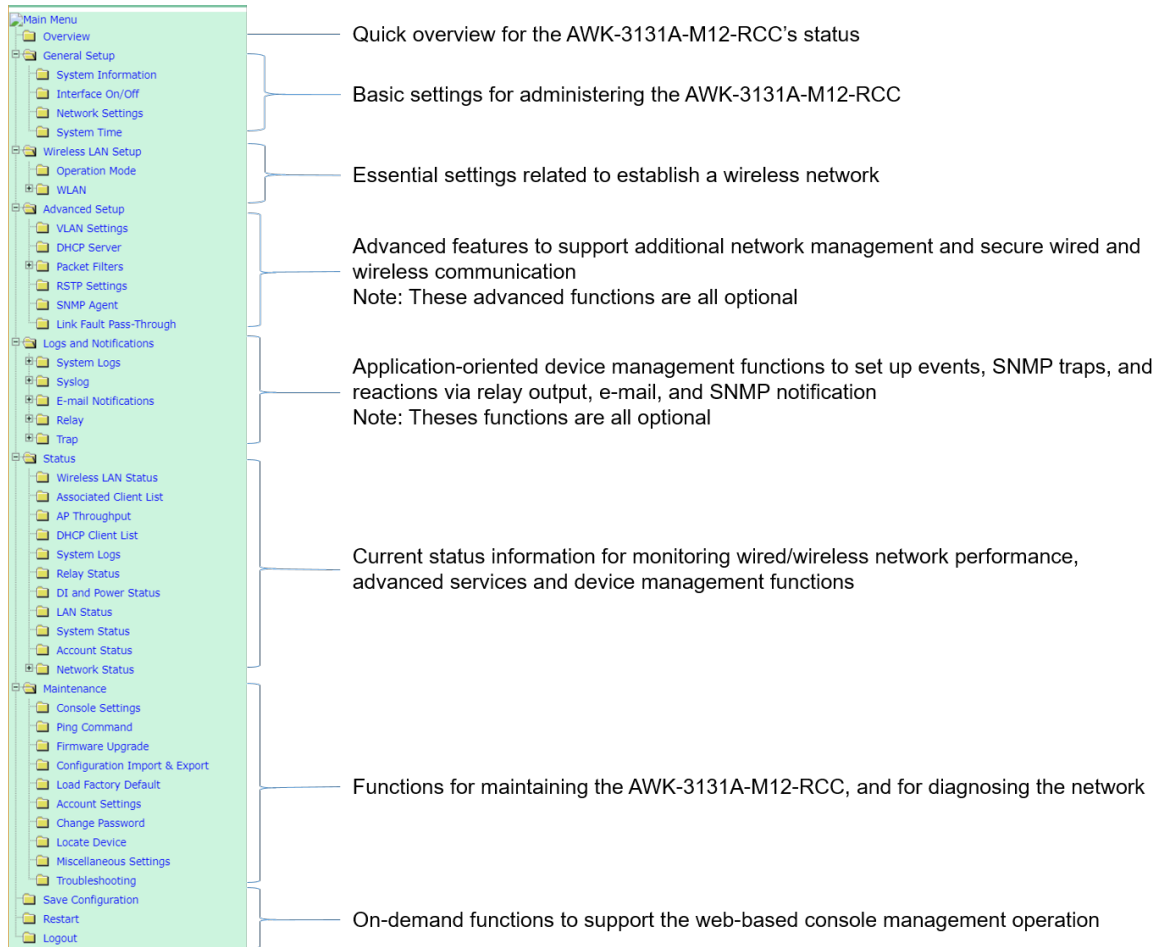 Main Menu
Overview
Quick overview for the AWK-3131A-M12-RCC's status
General Setup
System Information
Interface On/Off
Network Settings
System Time
Basic settings for administering the AWK-3131A-M12-RCC
Wireless LAN Setup
Operation Mode
WLAN
Essential settings related to establish a wireless network
Advanced Setup
VLAN Settings
DHCP Server
Packet Filters
RSTP Settings
SNMP Agent
Link Fault Pass-Through
Advanced features to support additional network management and secure wired and
wireless communication
Note: These advanced functions are all optional
Logs and Notifications
System Logs
Syslog
E-mail Notifications
Relay
Trap
Application-oriented device management functions to set up events, SNMP traps, and
reactions via relay output, e-mail, and SNMP notification
Note: Theses functions are all optional
Status
Wireless LAN Status
Associated Client List
AP Throughput
DHCP Client List
System Logs
Relay Status
DI and Power Status
LAN Status
System Status
Account Status
Network Status
Current status information for monitoring wired/wireless network performance,
advanced services and device management functions
Maintenance
Console Settings
Ping Command
Firmware Upgrade
Configuration Import & Export
Load Factory Default
Account Settings
Change Password
Locate Device
Miscellaneous Settings
Troubleshooting
Functions for maintaining the AWK-3131A-M12-RCC, and for diagnosing the network
Save Configuration
Restart
Logout
On-demand functions to support the web-based console management operation